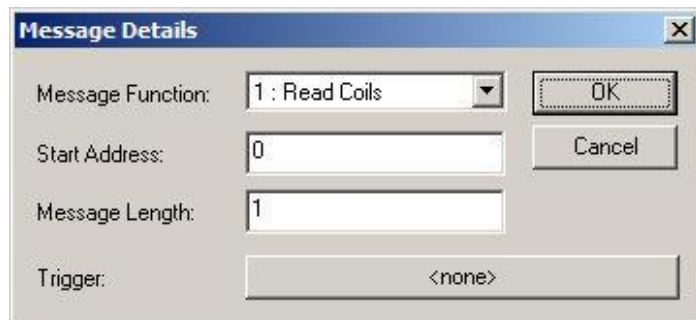 Message Details
Message Function: 1 : Read Coils OK
Start Address: 0 Cancel
Message Length: 1
Trigger: <none>